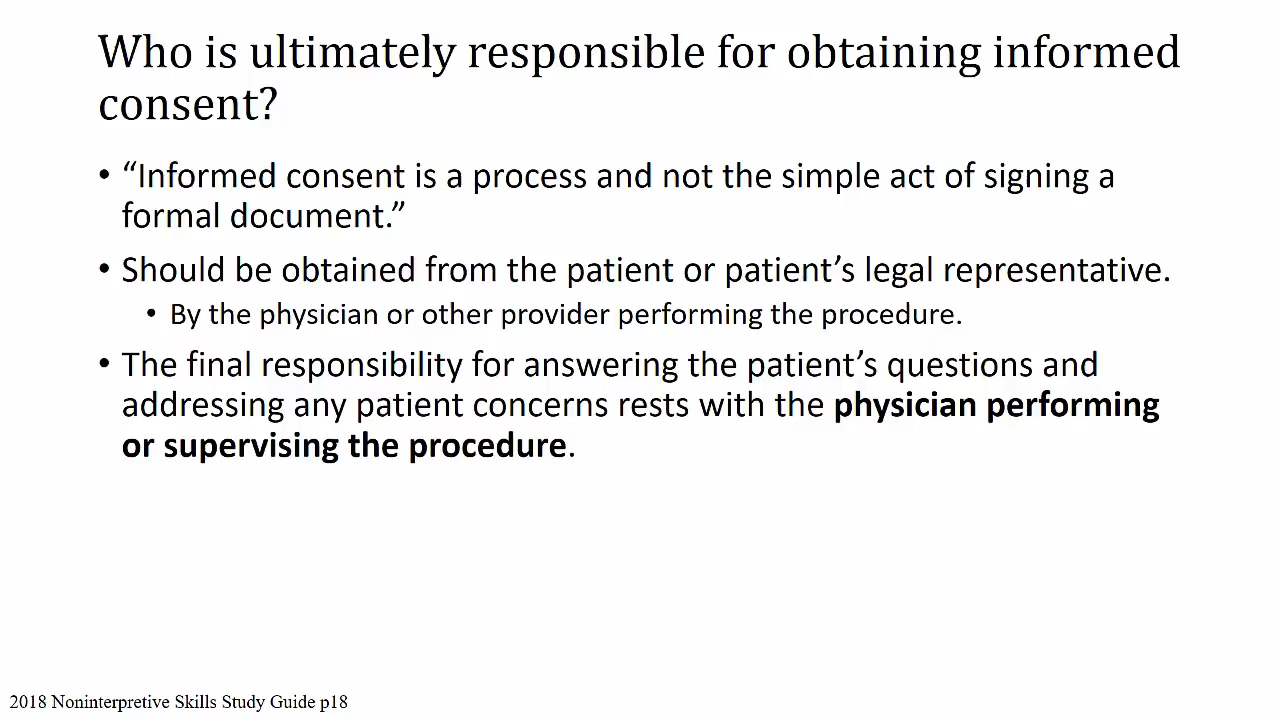 Who is ultimately responsible for obtaining informed
consent?
• “Informed consent is a process and not the simple act of signing a
formal document.”
• Should be obtained from the patient or patient’s legal representative.
• By the physician or other provider performing the procedure.
• The final responsibility for answering the patient’s questions and
addressing any patient concerns rests with the physician performing
or supervising the procedure.
2018 Noninterpretive Skills Study Guide p18